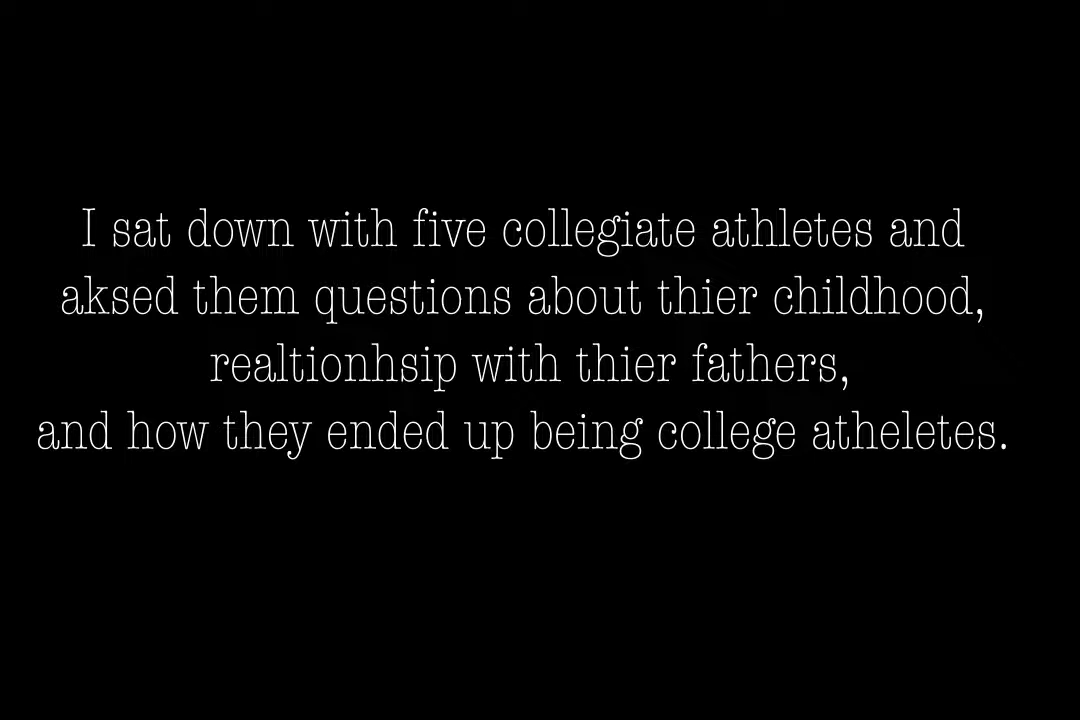 I sat down with five collegiate athletes and
aksed them questions about thier childhood,
realtionhsip with thier fathers,
and how they ended up being college atheletes.